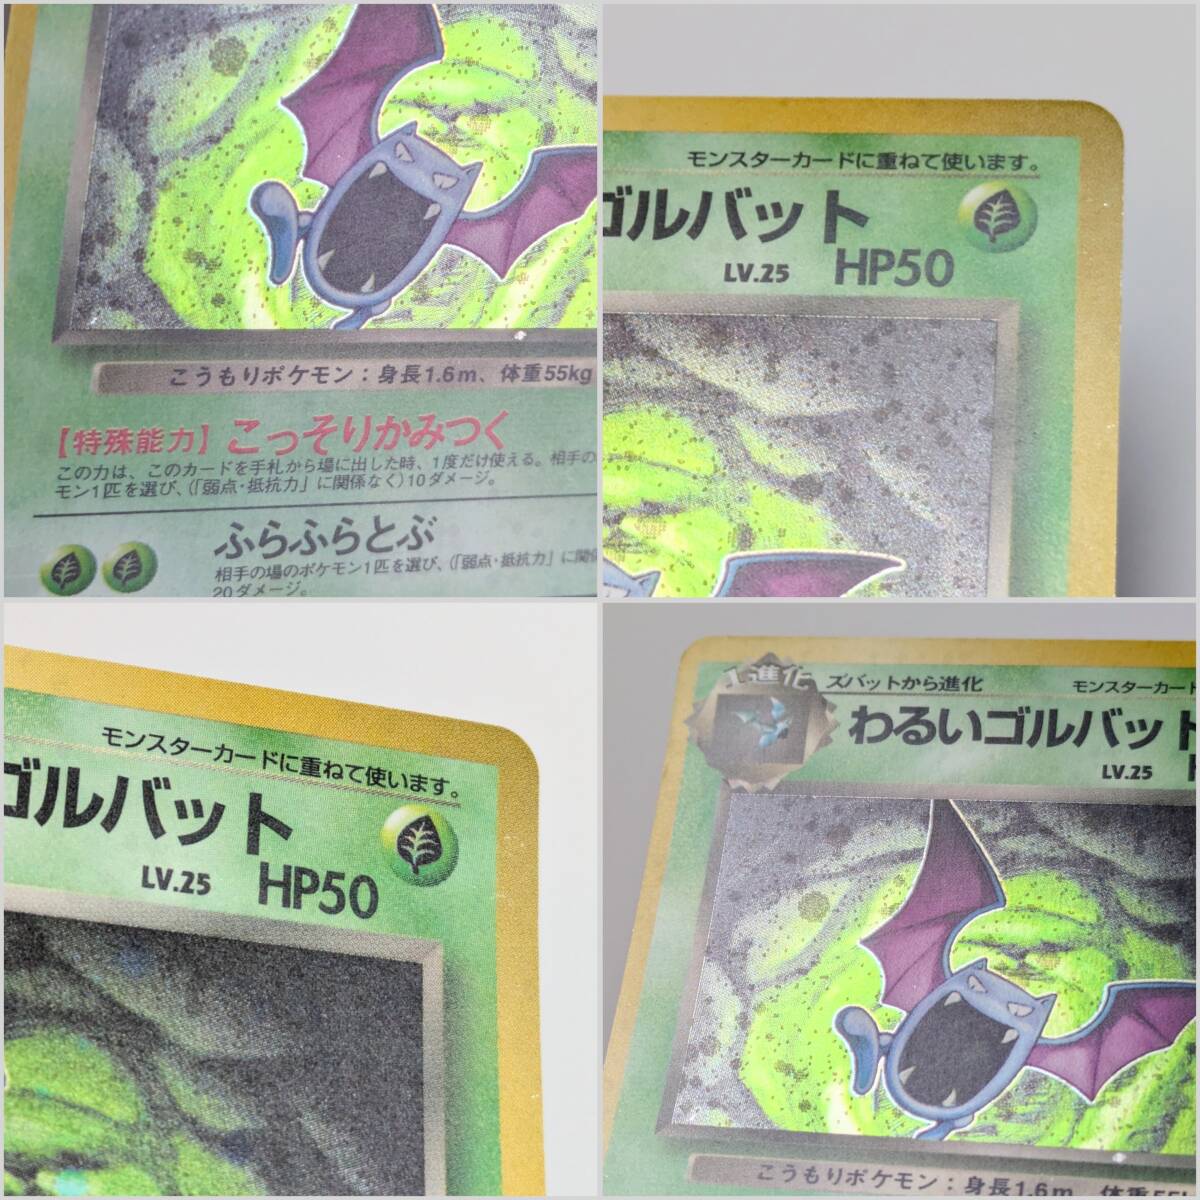 こうもりポケモン：身長1.6m、体重55kg
【特殊能力】こっそりかみつく
この力は、このカードを手札から場に出した時、1度だけ使える。相手の
モン1匹を選び、（「弱点・抵抗力」に関係なく）10ダメージ。
ふらふらとぶ
相手の場のポケモン1匹を選び、（「弱点・抵抗力」に関係
20ダメージ。
モンスターカードに重ねて使います。
ゴルバット
LV.25 HP50
モンスターカードに重ねて使います。
ゴルバット
LV.25 HP50
1進化 ズバットから進化 モンスターカード
わるいゴルバット
LV.25
こうもりポケモン：身長1.6m、体重55